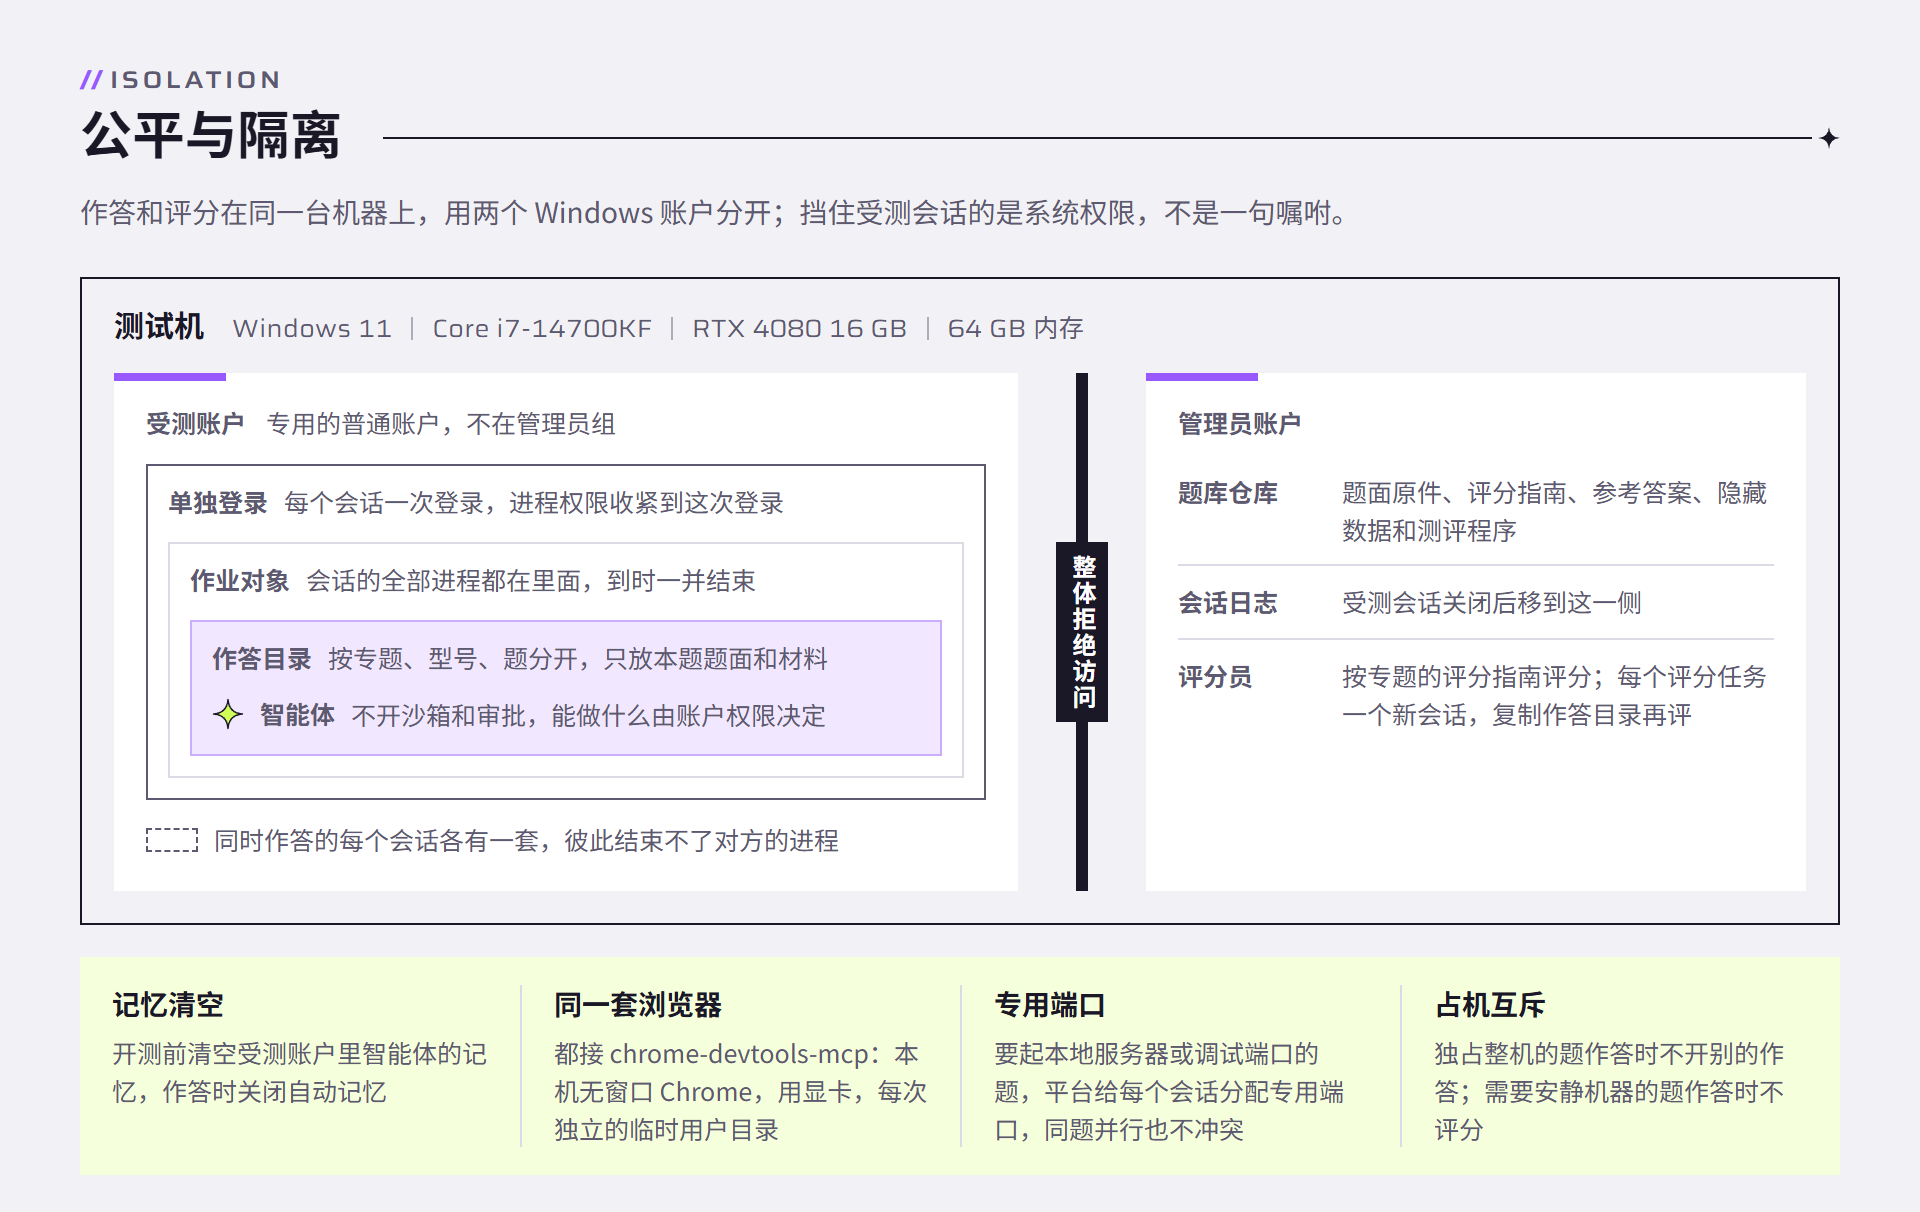 //ISOLATION
公平与隔离
作答和评分在同一台机器上，用两个 Windows 账户分开；挡住受测会话的是系统权限，不是一句嘱咐。
测试机 Windows 11 | Core i7-14700KF | RTX 4080 16 GB | 64 GB 内存
受测账户 专用的普通账户，不在管理员组
单独登录 每个会话一次登录，进程权限收紧到这次登录
作业对象 会话的全部进程都在里面，到时一并结束
作答目录 按专题、型号、题分开，只放本题题面和材料
智能体 不开沙箱和审批，能做什么由账户权限决定
同时作答的每个会话各有一套，彼此结束不了对方的进程
整体拒绝访问
管理员账户
题库仓库 题面原件、评分指南、参考答案、隐藏
数据和测评程序
会话日志 受测会话关闭后移到这一侧
评分员 按专题的评分指南评分；每个评分任务
一个新会话，复制作答目录再评
记忆清空
开测前清空受测账户里智能体的记
忆，作答时关闭自动记忆
同一套浏览器
都接 chrome-devtools-mcp：本
机无窗口 Chrome，用显卡，每次
独立的临时用户目录
专用端口
要起本地服务器或调试端口的
题，平台给每个会话分配专用端
口，同题并行也不冲突
占机互斥
独占整机的题作答时不开别的作
答；需要安静机器的题作答时不
评分